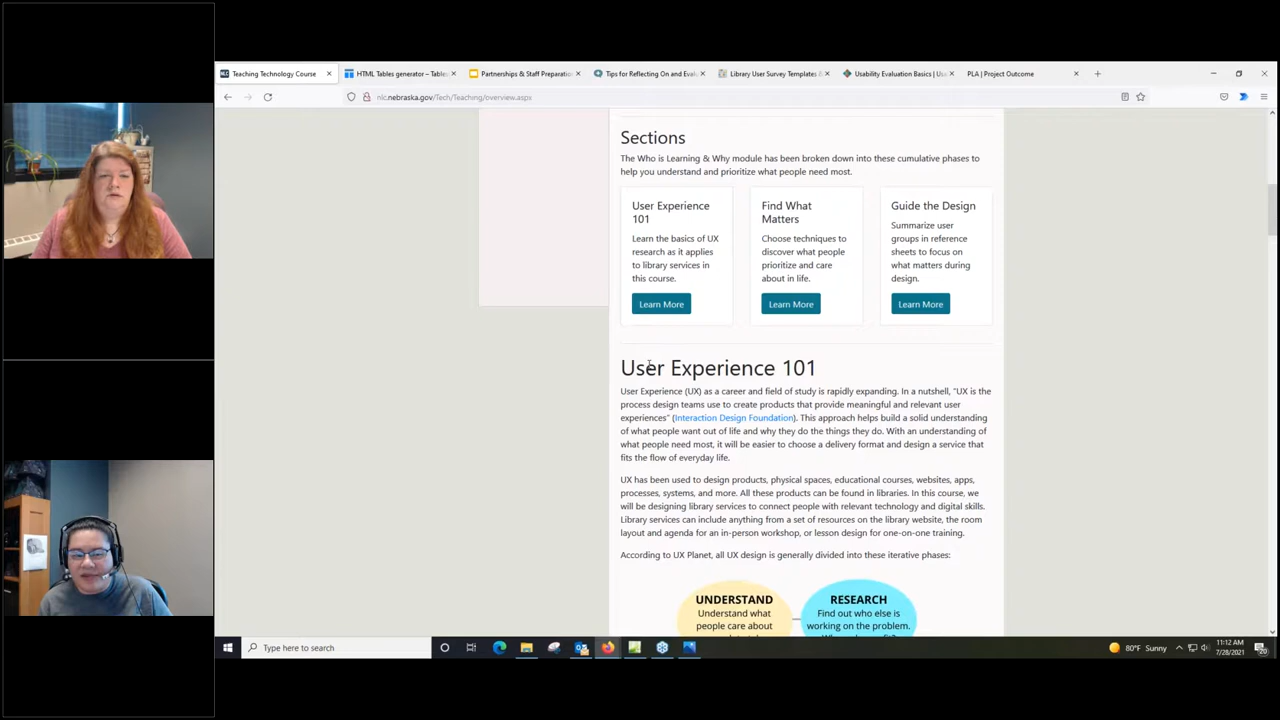 Teaching Technology Course
HTML Tables generator – Tables
Partnerships & Staff Preparation
Tips for Reflecting On and Eval
Library User Survey Templates &
Usability Evaluation Basics | Us
PLA | Project Outcome
nlc.nebraska.gov/Tech/Teaching/overview.asps
Sections
The Who is Learning & Why module has been broken down into these cumulative phases to
help you understand and prioritize what people need most.
User Experience
101
Learn the basics of UX
research as it applies
to library services in
this course.
Learn More
Find What
Matters
Choose techniques to
discover what people
prioritize and care
about in life.
Learn More
Guide the Design
Summarize user
groups in reference
sheets to focus on
what matters during
design.
Learn More
User Experience 101
User Experience (UX) as a career and field of study is rapidly expanding. In a nutshell, "UX is the
process design teams use to create products that provide meaningful and relevant user
experiences" (Interaction Design Foundation). This approach helps build a solid understanding
of what people want out of life and why they do the things they do. With an understanding of
what people need most, it will be easier to choose a delivery format and design a service that
fits the flow of everyday life.
UX has been used to design products, physical spaces, educational courses, websites, apps,
processes, systems, and more. All these products can be found in libraries. In this course, we
will be designing library services to connect people with relevant technology and digital skills.
Library services can include anything from a set of resources on the library website, the room
layout and agenda for an in-person workshop, or lesson design for one-on-one training.
According to UX Planet, all UX design is generally divided into these iterative phases:
UNDERSTAND
Understand what
people care about
RESEARCH
Find out who else is
working on the problem.
Type here to search
80°F Sunny
11:12 AM
7/28/2021
20